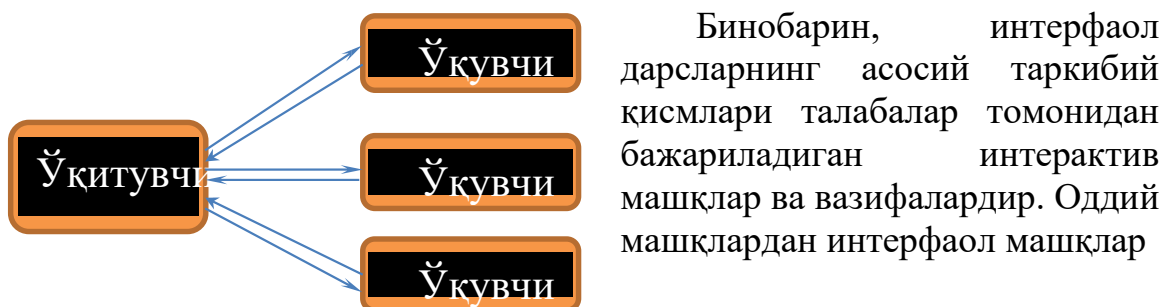 Ўқитувчи
Ўқувчи
Ўқувчи
Ўқувчи
Бинобарин, интерфаол
дарсларнинг асосий таркибий
қисмлари талабалар томонидан
бажариладиган интерактив
машқлар ва вазифалардир. Оддий
машқлардан интерфаол машқлар